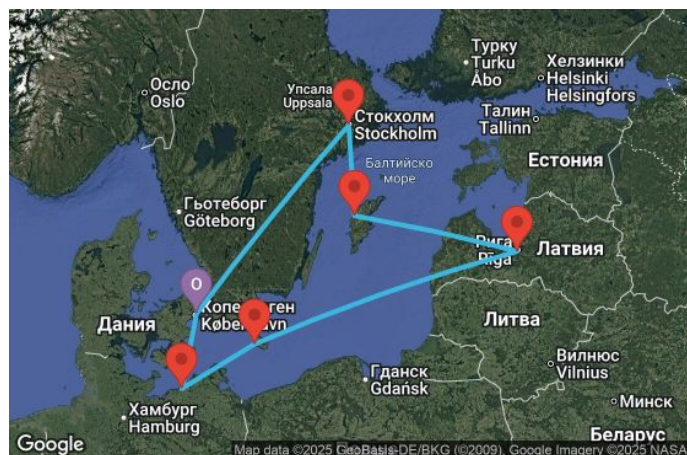 Турку
Turku
Åbo
Хелзинки
Helsinki
Helsingfors
Осло
Oslo
Упсала
Uppsala
Стокхолм
Stockholm
Талин
Tallinn
Балтийско
море
Естония
Гьотеборг
Göteborg
Рига
Rīga
Латвия
O
Дания
København
Литва
Вилнюс
Vilnius
Гданск
Gdańsk
Минск
Хамбург
Hamburg
Беларус
Google
Map data ©2025 GeoBasis-DE/BKG (©2009), Google Imagery ©2025 NASA